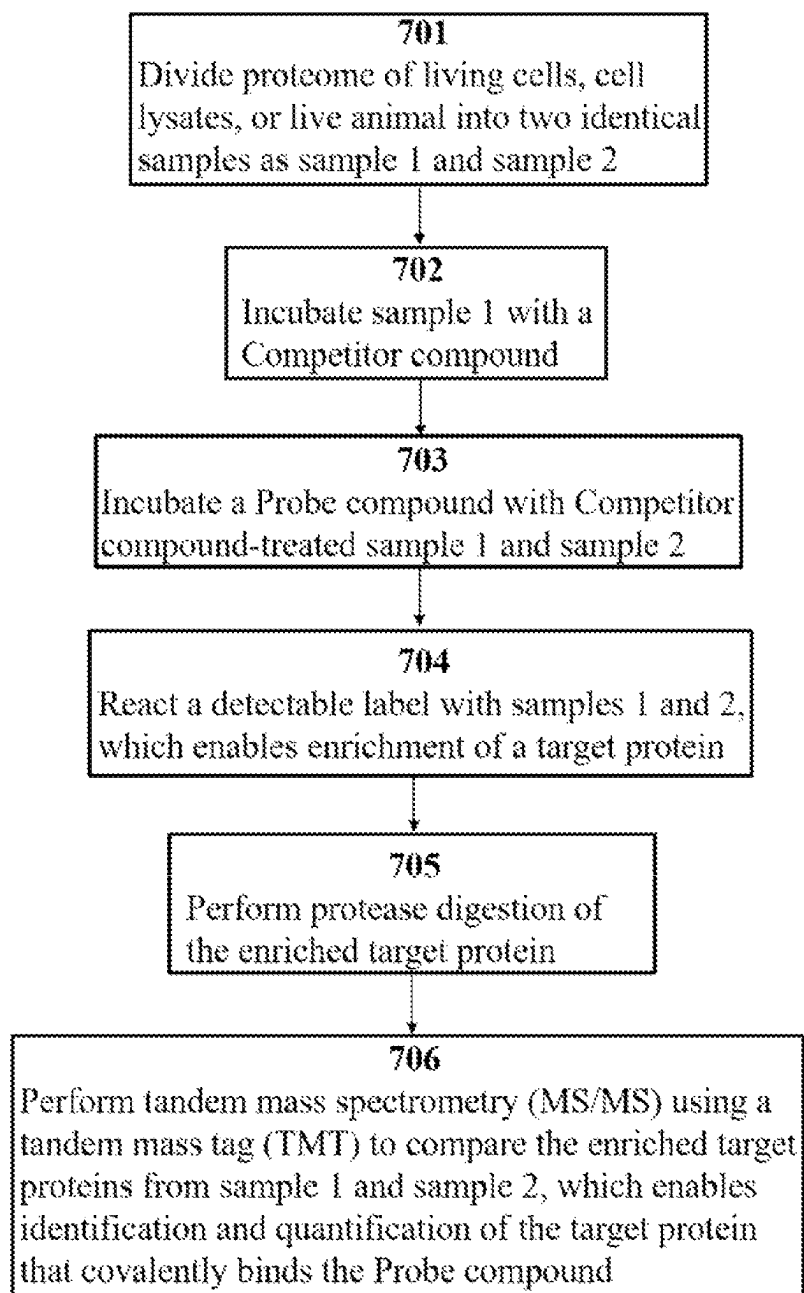 701
Divide proteome of living cells, cell
lysates, or live animal into two identical
samples as sample 1 and sample 2
702
Incubate sample 1 with a
Competitor compound
703
Incubate a Probe compound with Competitor
compound-treated sample 1 and sample 2
704
React a detectable label with samples 1 and 2,
which enables enrichment of a target protein
705
Perform protease digestion of
the enriched target protein
706
Perform tandem mass spectrometry (MS/MS) using a
tandem mass tag (TMT) to compare the enriched target
proteins from sample 1 and sample 2, which enables
identification and quantification of the target protein
that covalently binds the Probe compound